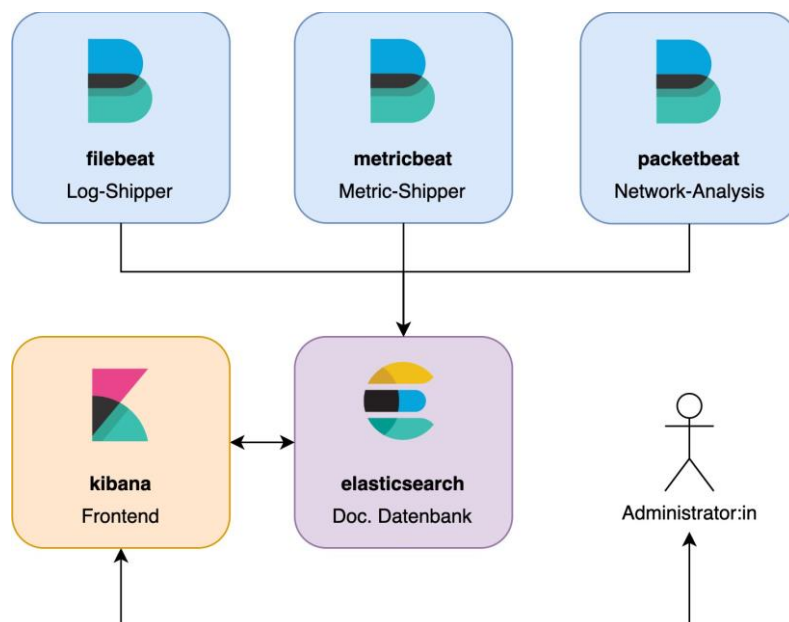 filebeat
Log-Shipper
metricbeat
Metric-Shipper
packetbeat
Network-Analysis
kibana
Frontend
elasticsearch
Doc. Datenbank
Administrator:in